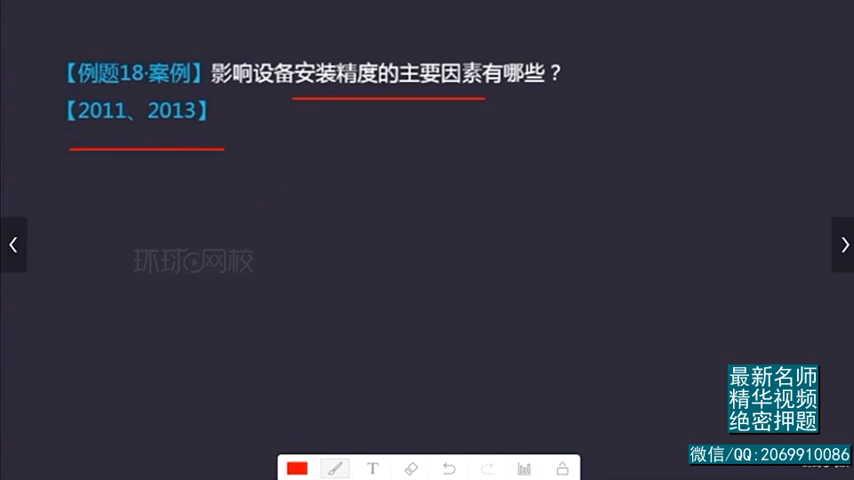 【例题18·案例】影响设备安装精度的主要因素有哪些？
【2011、2013】
环球网校
最新名师
精华视频
绝密押题
微信/QQ:2069910086
T